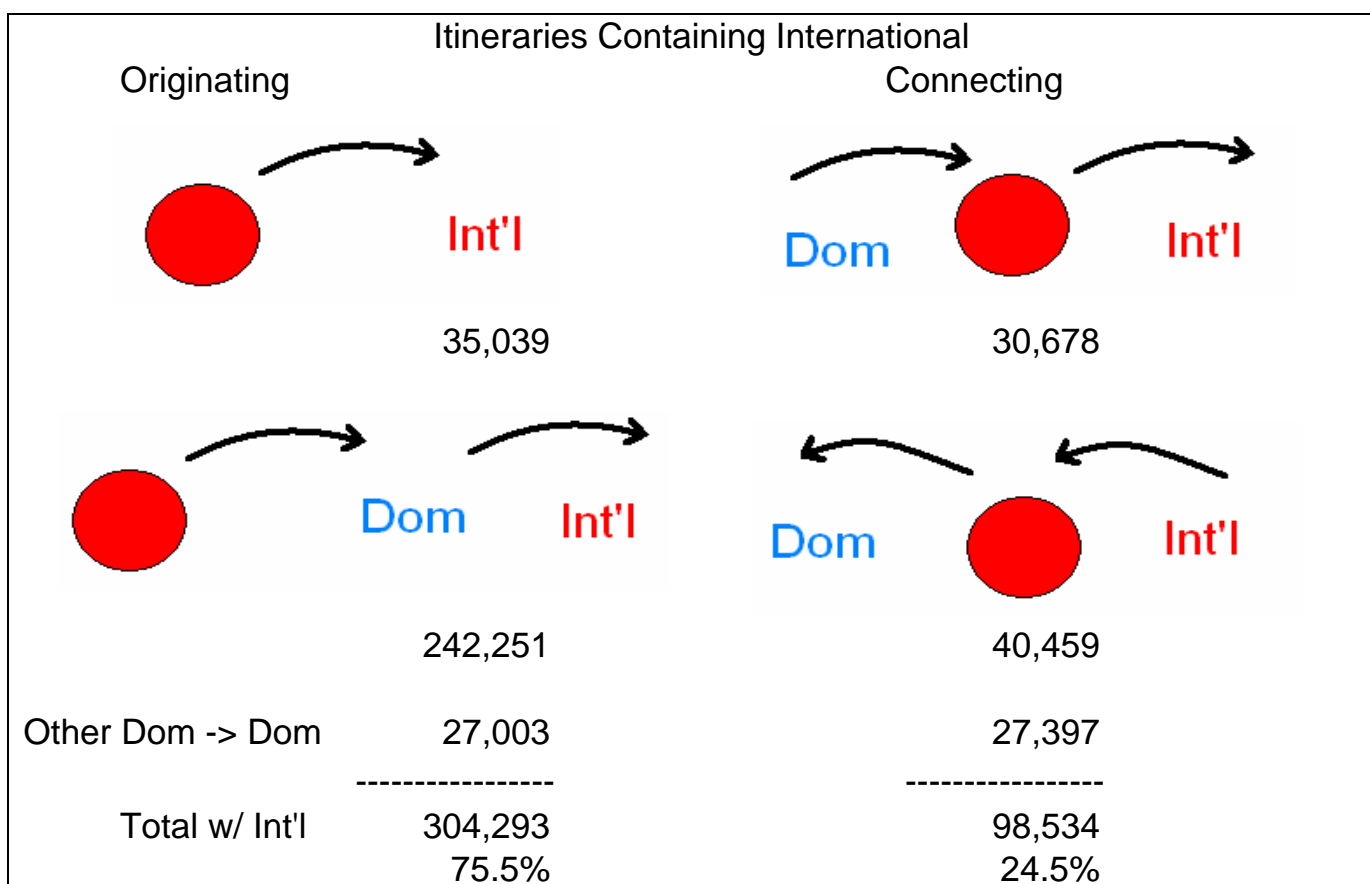 Itineraries Containing International
Originating Connecting
Int'l Dom Int'l
35,039 30,678
Dom Int'l Dom Int'l
242,251 40,459
Other Dom -> Dom 27,003 27,397
----------------- -----------------
Total w/ Int'l 304,293 98,534
75.5% 24.5%